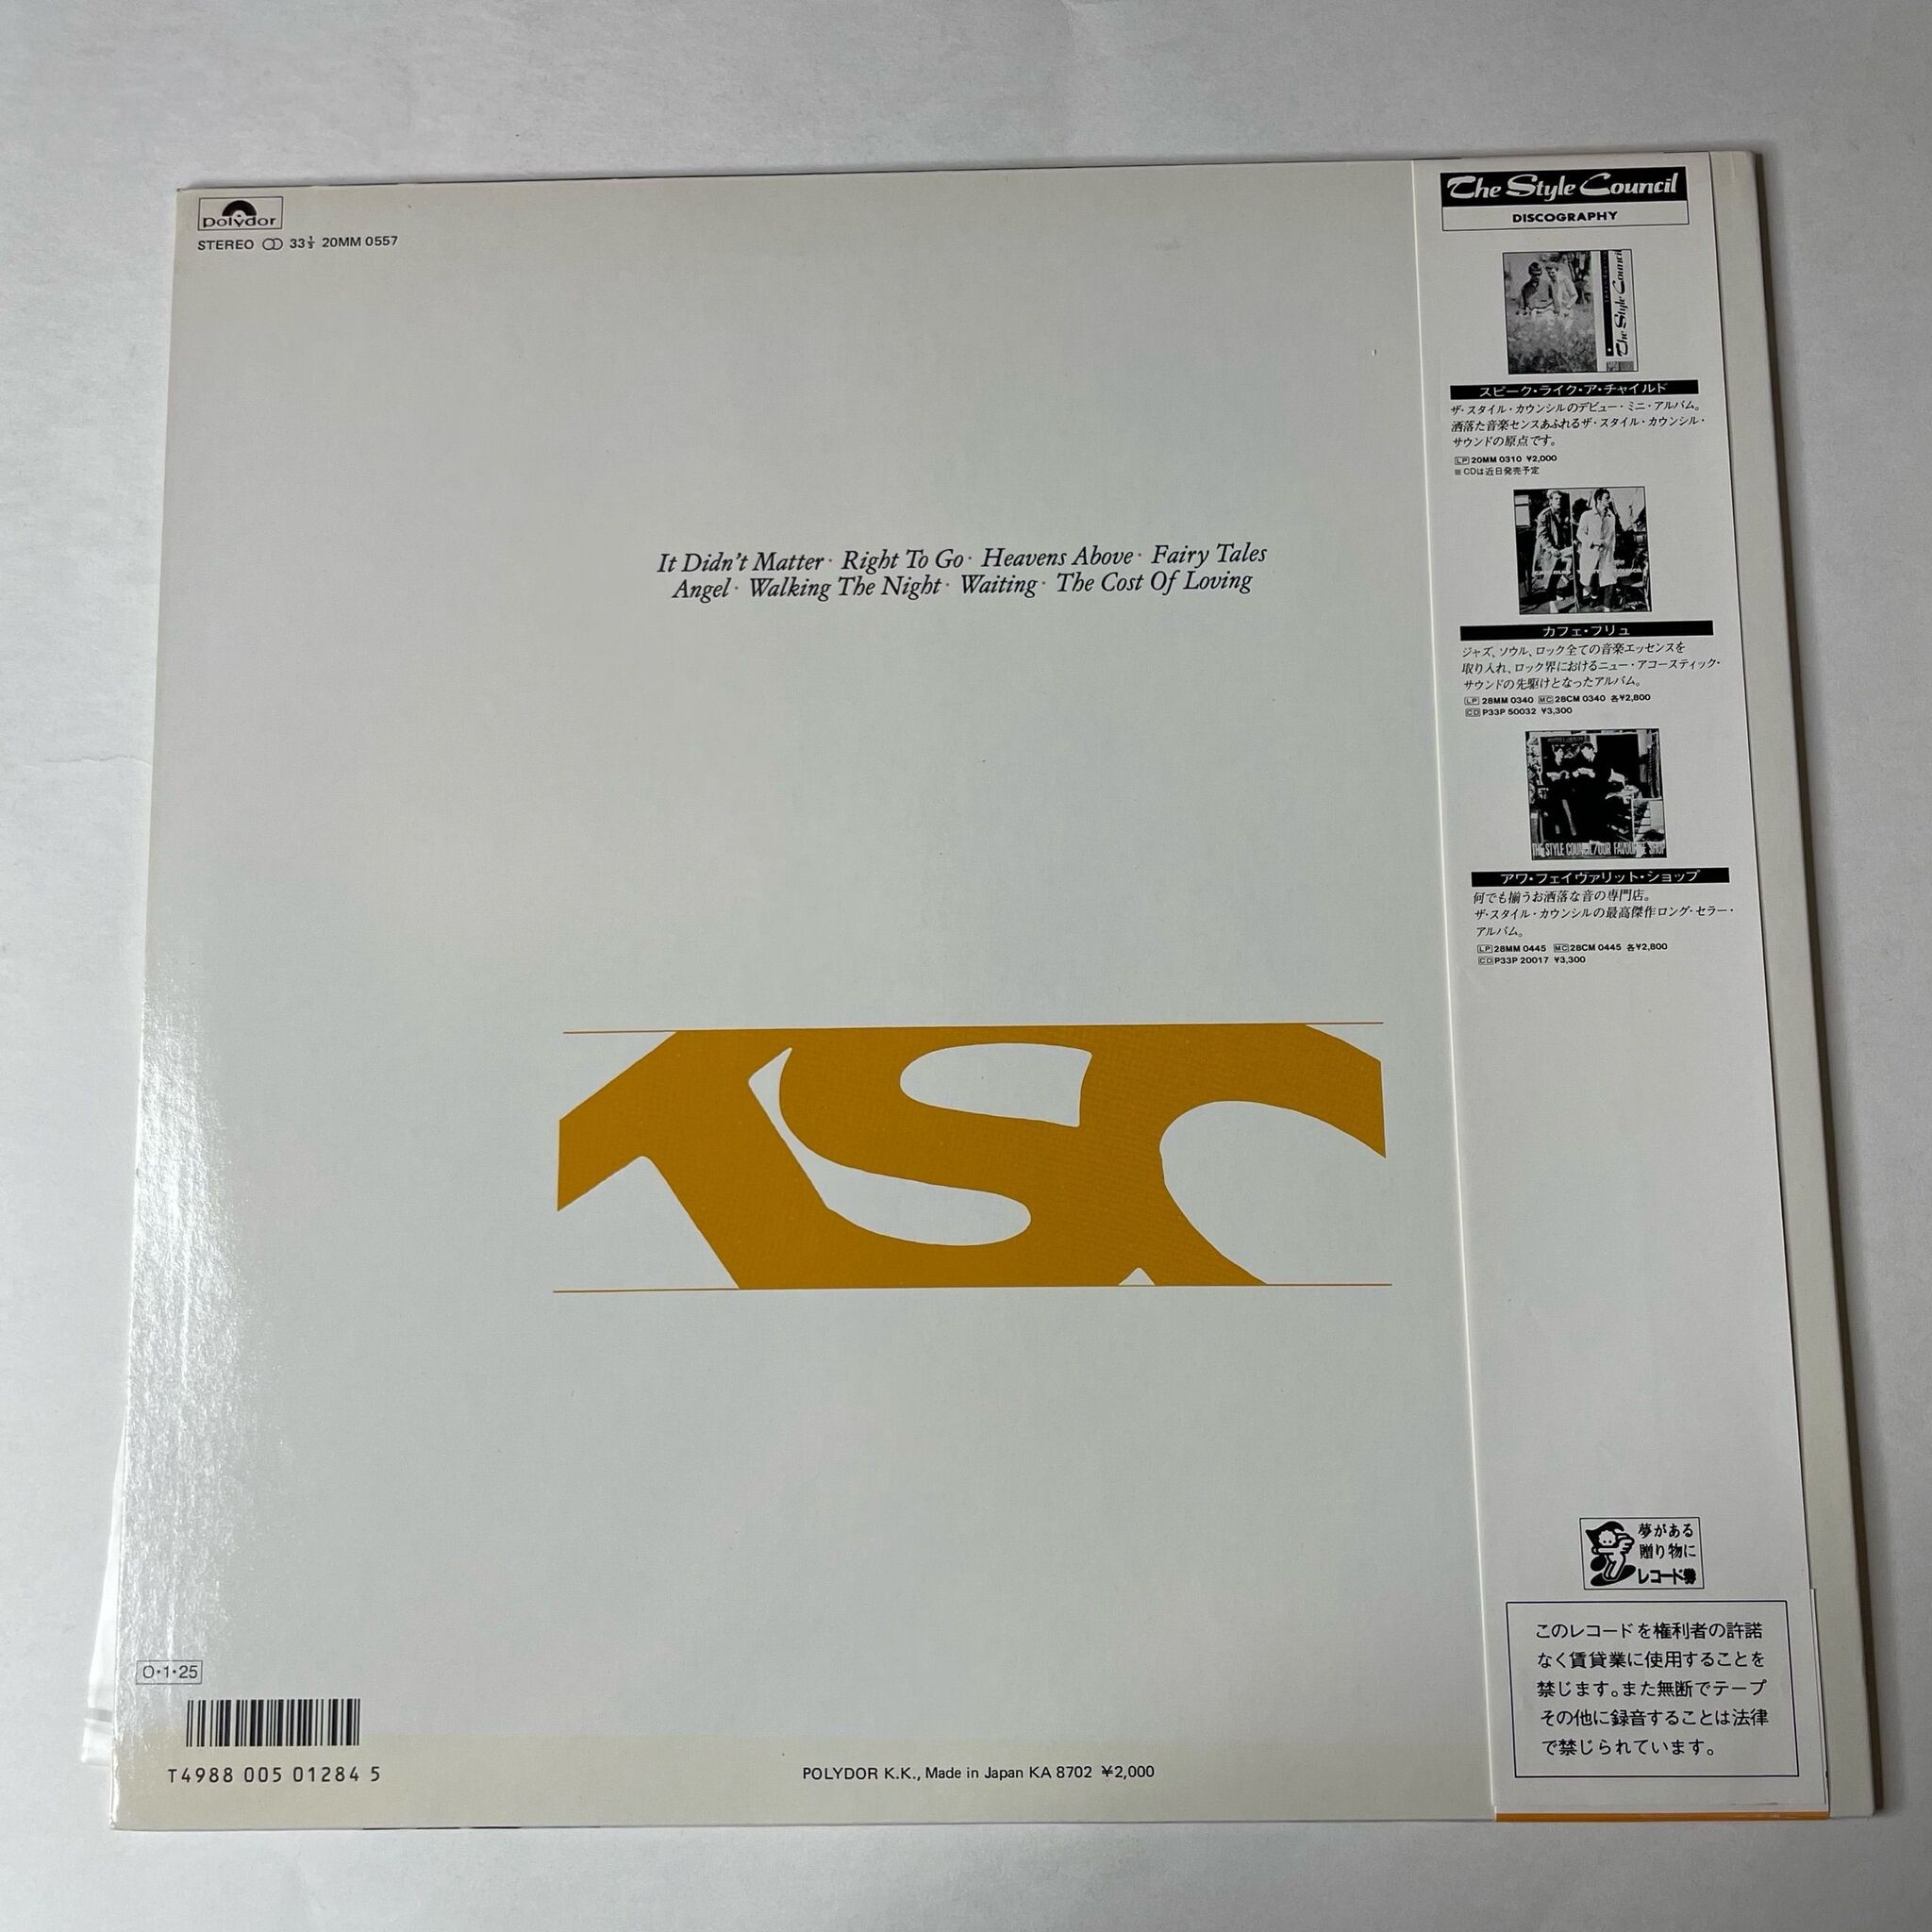 polydor
STEREO 33⅓ 20MM 0557
It Didn't Matter · Right To Go · Heavens Above · Fairy Tales
Angel · Walking The Night · Waiting · The Cost Of Loving
TSC
O・1・25
T4988 005 01284 5
POLYDOR K.K., Made in Japan KA 8702 ¥2,000
The Style Council
DISCOGRAPHY
The Style Council
スピーク・ライク・ア・チャイルド
ザ・スタイル・カウンシルのデビュー・ミニ・アルバム。
洒落た音楽センスあふれるザ・スタイル・カウンシル・
サウンドの原点です。
LP 20MM 0310 ¥2,000
※CDは近日発売予定
カフェ・ブリュ
ジャズ、ソウル、ロック全ての音楽エッセンスを
取り入れ、ロック界におけるニュー・アコースティック・
サウンドの先駆けとなったアルバム。
LP 28MM 0340 MC 28CM 0340 各¥2,800
CD P33P 50032 ¥3,300
THE STYLE COUNCIL/OUR FAVOURITE SHOP
アワ・フェイヴァリット・ショップ
何でも揃うお洒落な音の専門店。
ザ・スタイル・カウンシルの最高傑作ロング・セラー・
アルバム。
LP 28MM 0445 MC 28CM 0445 各¥2,800
CD P33P 20017 ¥3,300
夢がある
贈り物に
レコード券
このレコードを権利者の許諾
なく賃貸業に使用することを
禁じます。また無断でテープ
その他に録音することは法律
で禁じられています。